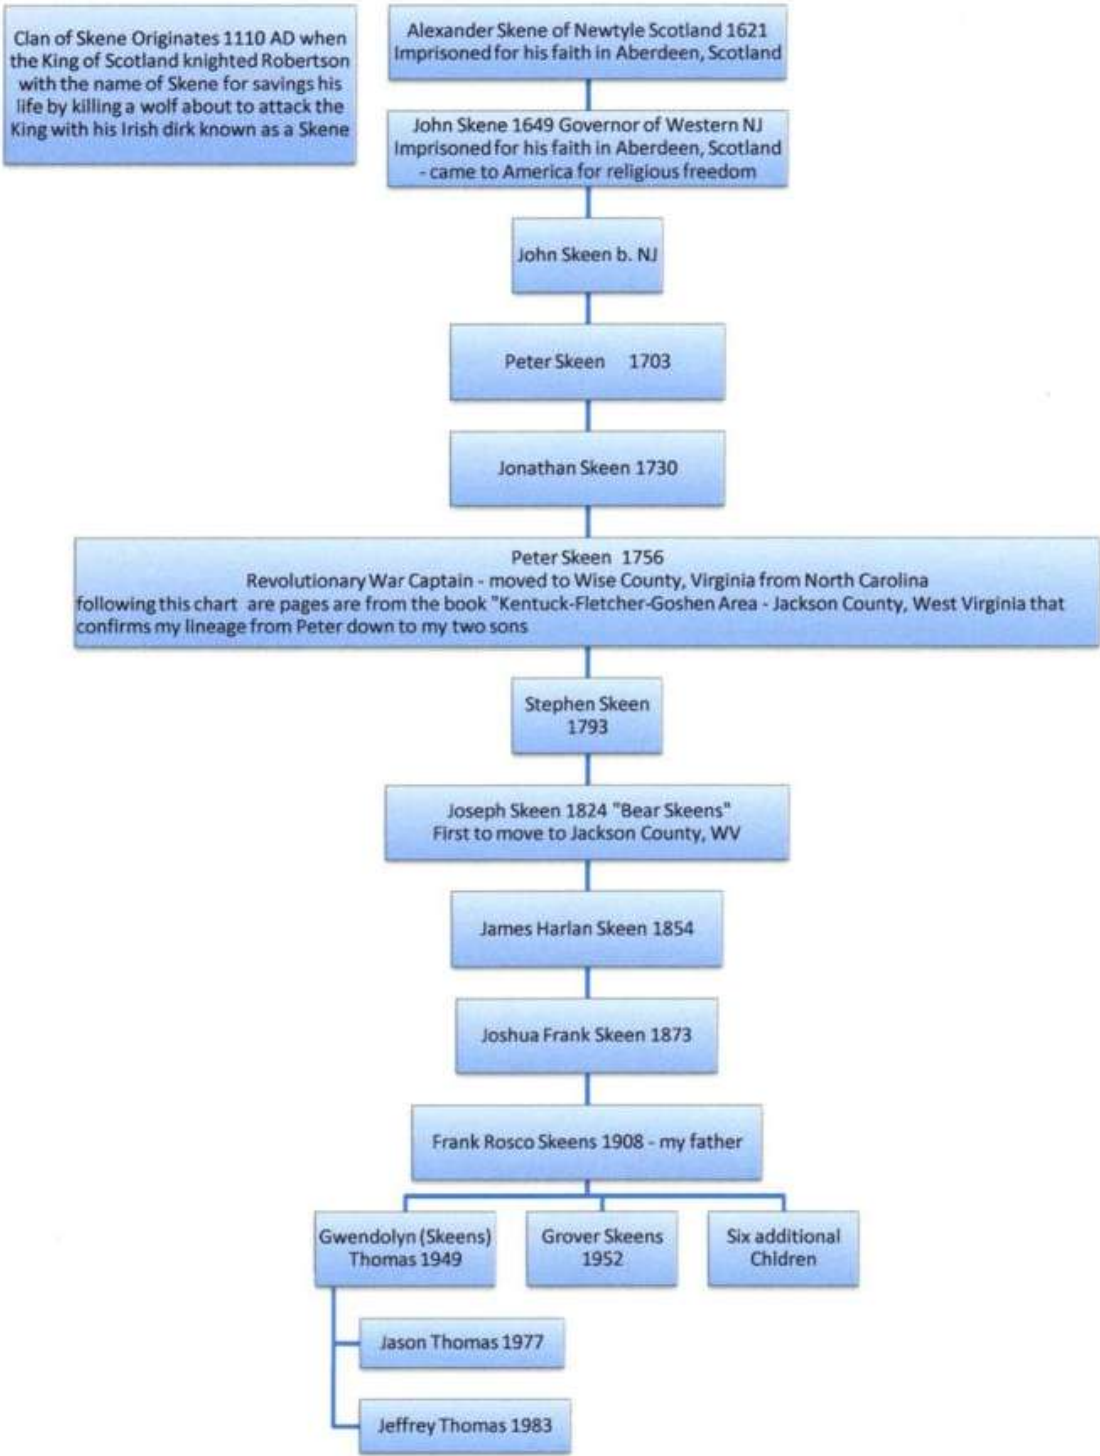 Clan of Skene Originates 1110 AD when
the King of Scotland knighted Robertson
with the name of Skene for savings his
life by killing a wolf about to attack the
King with his Irish dirk known as a Skene
Alexander Skene of Newtyle Scotland 1621
Imprisoned for his faith in Aberdeen, Scotland
John Skene 1649 Governor of Western NJ
Imprisoned for his faith in Aberdeen, Scotland
- came to America for religious freedom
John Skeen b. NJ
Peter Skeen 1703
Jonathan Skeen 1730
Peter Skeen 1756
Revolutionary War Captain - moved to Wise County, Virginia from North Carolina
following this chart are pages are from the book "Kentuck-Fletcher-Goshen Area - Jackson County, West Virginia that
confirms my lineage from Peter down to my two sons
Stephen Skeen
1793
Joseph Skeen 1824 "Bear Skeens"
First to move to Jackson County, WV
James Harlan Skeen 1854
Joshua Frank Skeen 1873
Frank Rosco Skeens 1908 - my father
Gwendolyn (Skeens)
Thomas 1949
Grover Skeens
1952
Six additional
Chldren
Jason Thomas 1977
Jeffrey Thomas 1983